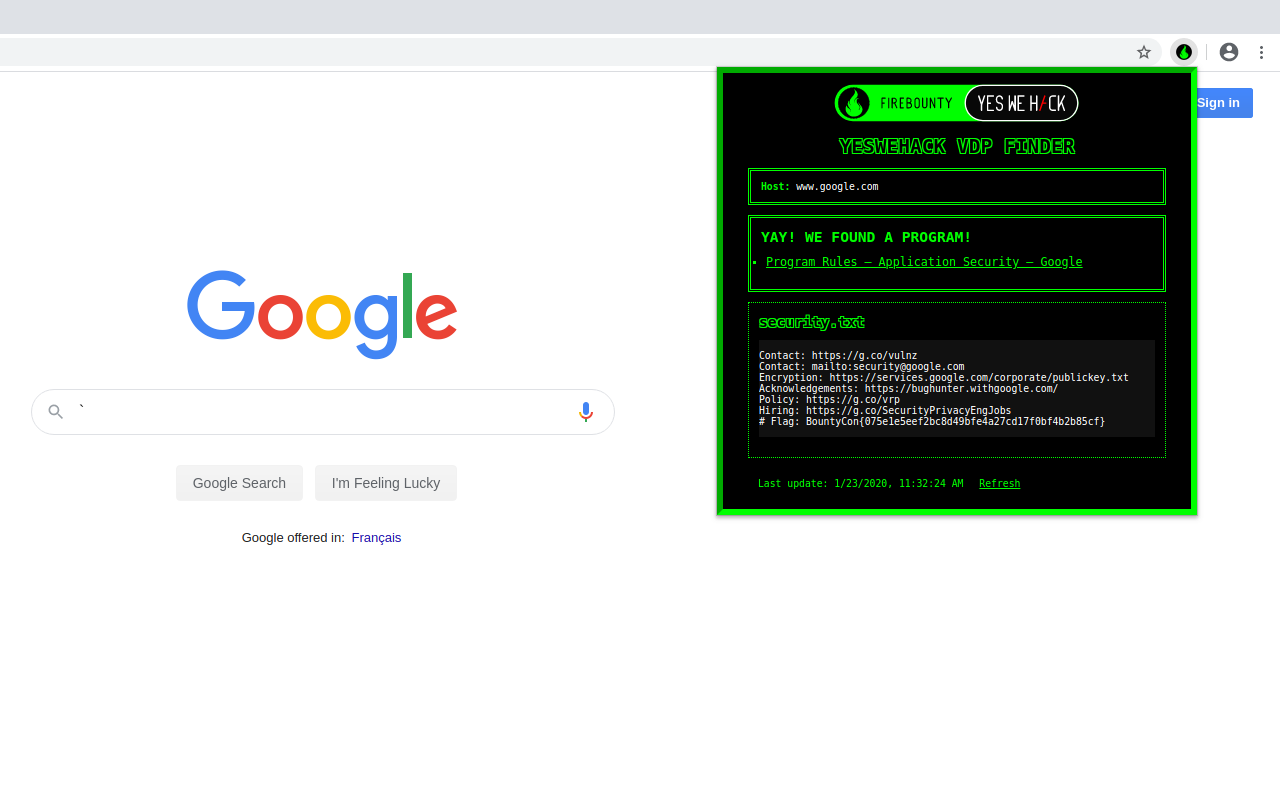 FIREBOUNTY YES WE H/CK
Sign in
YESWEHACK VDP FINDER
Host: www.google.com
YAY! WE FOUND A PROGRAM!
Program Rules – Application Security – Google
security.txt
Contact: https://g.co/vulnz
Contact: mailto:security@google.com
Encryption: https://services.google.com/corporate/publickey.txt
Acknowledgements: https://bughunter.withgoogle.com/
Policy: https://g.co/vrp
Hiring: https://g.co/SecurityPrivacyEngJobs
# Flag: BountyCon{075e1e5eef2bc8d49bfe4a27cd17f0bf4b2b85cf}
Last update: 1/23/2020, 11:32:24 AM Refresh
Google
`
Google Search
I'm Feeling Lucky
Google offered in: Français